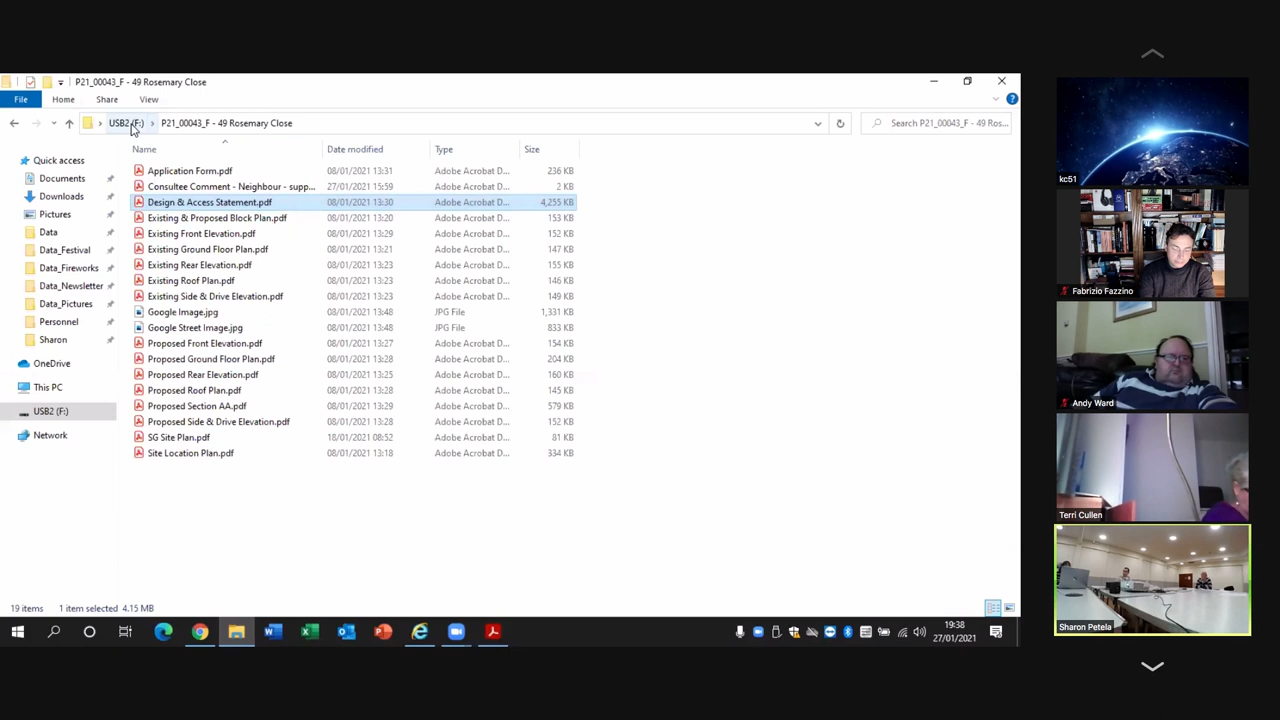 P21_00043_F - 49 Rosemary Close
File Home Share View
USB2 (F:) P21_00043_F - 49 Rosemary Close
Search P21_00043_F - 49 Ros...
Name Date modified Type Size
Quick access
Documents
Downloads
Pictures
Data
Data_Festival
Data_Fireworks
Data_Newsletter
Data_Pictures
Personnel
Sharon
OneDrive
This PC
USB2 (F:)
Network
Application Form.pdf 08/01/2021 13:31 Adobe Acrobat D... 236 KB
Consultee Comment - Neighbour - supp... 27/01/2021 15:59 Adobe Acrobat D... 2 KB
Design & Access Statement.pdf 08/01/2021 13:30 Adobe Acrobat D... 4,255 KB
Existing & Proposed Block Plan.pdf 08/01/2021 13:20 Adobe Acrobat D... 153 KB
Existing Front Elevation.pdf 08/01/2021 13:29 Adobe Acrobat D... 152 KB
Existing Ground Floor Plan.pdf 08/01/2021 13:21 Adobe Acrobat D... 147 KB
Existing Rear Elevation.pdf 08/01/2021 13:23 Adobe Acrobat D... 155 KB
Existing Roof Plan.pdf 08/01/2021 13:23 Adobe Acrobat D... 146 KB
Existing Side & Drive Elevation.pdf 08/01/2021 13:23 Adobe Acrobat D... 149 KB
Google Image.jpg 08/01/2021 13:48 JPG File 1,331 KB
Google Street Image.jpg 08/01/2021 13:48 JPG File 833 KB
Proposed Front Elevation.pdf 08/01/2021 13:27 Adobe Acrobat D... 154 KB
Proposed Ground Floor Plan.pdf 08/01/2021 13:28 Adobe Acrobat D... 204 KB
Proposed Rear Elevation.pdf 08/01/2021 13:25 Adobe Acrobat D... 160 KB
Proposed Roof Plan.pdf 08/01/2021 13:28 Adobe Acrobat D... 145 KB
Proposed Section AA.pdf 08/01/2021 13:29 Adobe Acrobat D... 579 KB
Proposed Side & Drive Elevation.pdf 08/01/2021 13:28 Adobe Acrobat D... 152 KB
SG Site Plan.pdf 18/01/2021 08:52 Adobe Acrobat D... 81 KB
Site Location Plan.pdf 08/01/2021 13:18 Adobe Acrobat D... 334 KB
19 items 1 item selected 4.15 MB
19:38
27/01/2021
kc51
Fabrizio Fazzino
Andy Ward
Terri Cullen
Sharon Petela